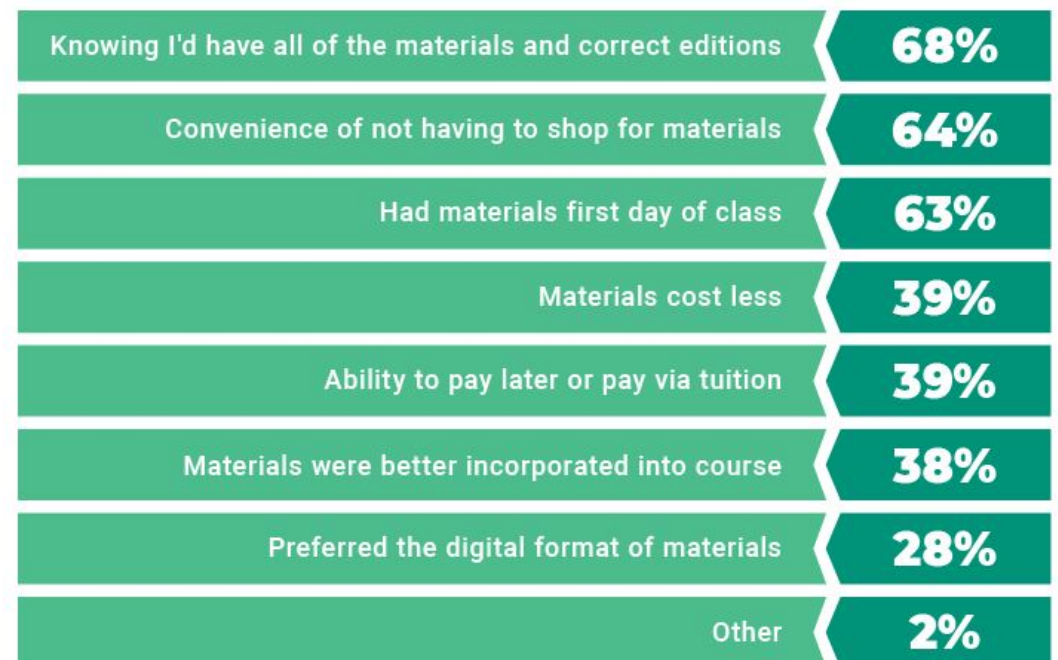 Knowing I'd have all of the materials and correct editions 68%
Convenience of not having to shop for materials 64%
Had materials first day of class 63%
Materials cost less 39%
Ability to pay later or pay via tuition 39%
Materials were better incorporated into course 38%
Preferred the digital format of materials 28%
Other 2%